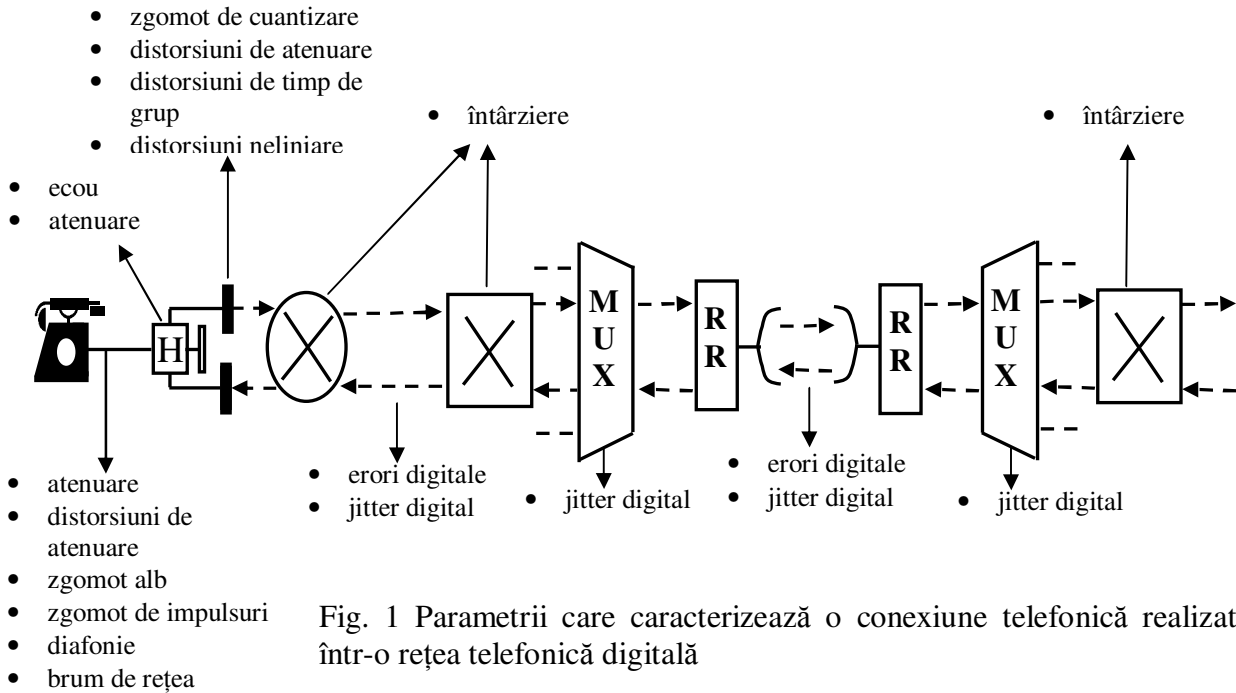 • zgomot de cuantizare
• distorsiuni de atenuare
• distorsiuni de timp de
grup
• distorsiuni neliniare
• întârziere
• întârziere
• ecou
• atenuare
H
M
U
X
R
R
R
R
M
U
X
• erori digitale
• jitter digital
• jitter digital
• erori digitale
• jitter digital
• jitter digital
• atenuare
• distorsiuni de
atenuare
• zgomot alb
• zgomot de impulsuri
• diafonie
• brum de rețea
Fig. 1 Parametrii care caracterizează o conexiune telefonică realizat
într-o rețea telefonică digitală